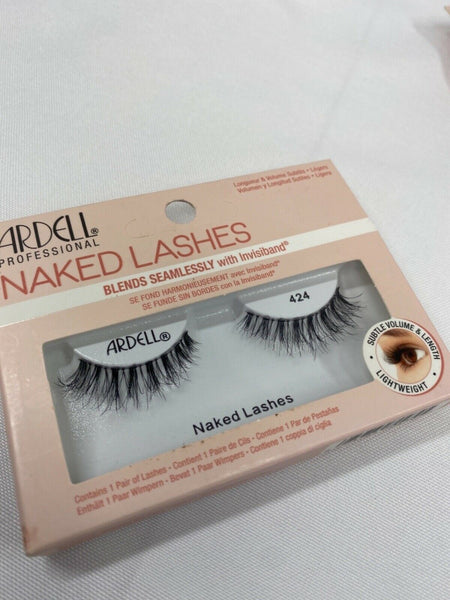 Longueur & Volume Subtils • Légers
Volumen y Longitud Sutiles • Ligera
ARDELL®
PROFESSIONAL
NAKED LASHES
BLENDS SEAMLESSLY with Invisiband®
SE FOND HARMONIEUSEMENT avec Invisiband®
SE FUNDE SIN BORDES con la Invisiband®
424
ARDELL®
SUBTLE VOLUME & LENGTH
LIGHTWEIGHT
Naked Lashes
Contains 1 Pair of Lashes • Contient 1 Paire de Cils • Contiene 1 Par de Pestañas
Enthält 1 Paar Wimpern • Bevat 1 Paar Wimpers • Contiene 1 coppia di ciglia